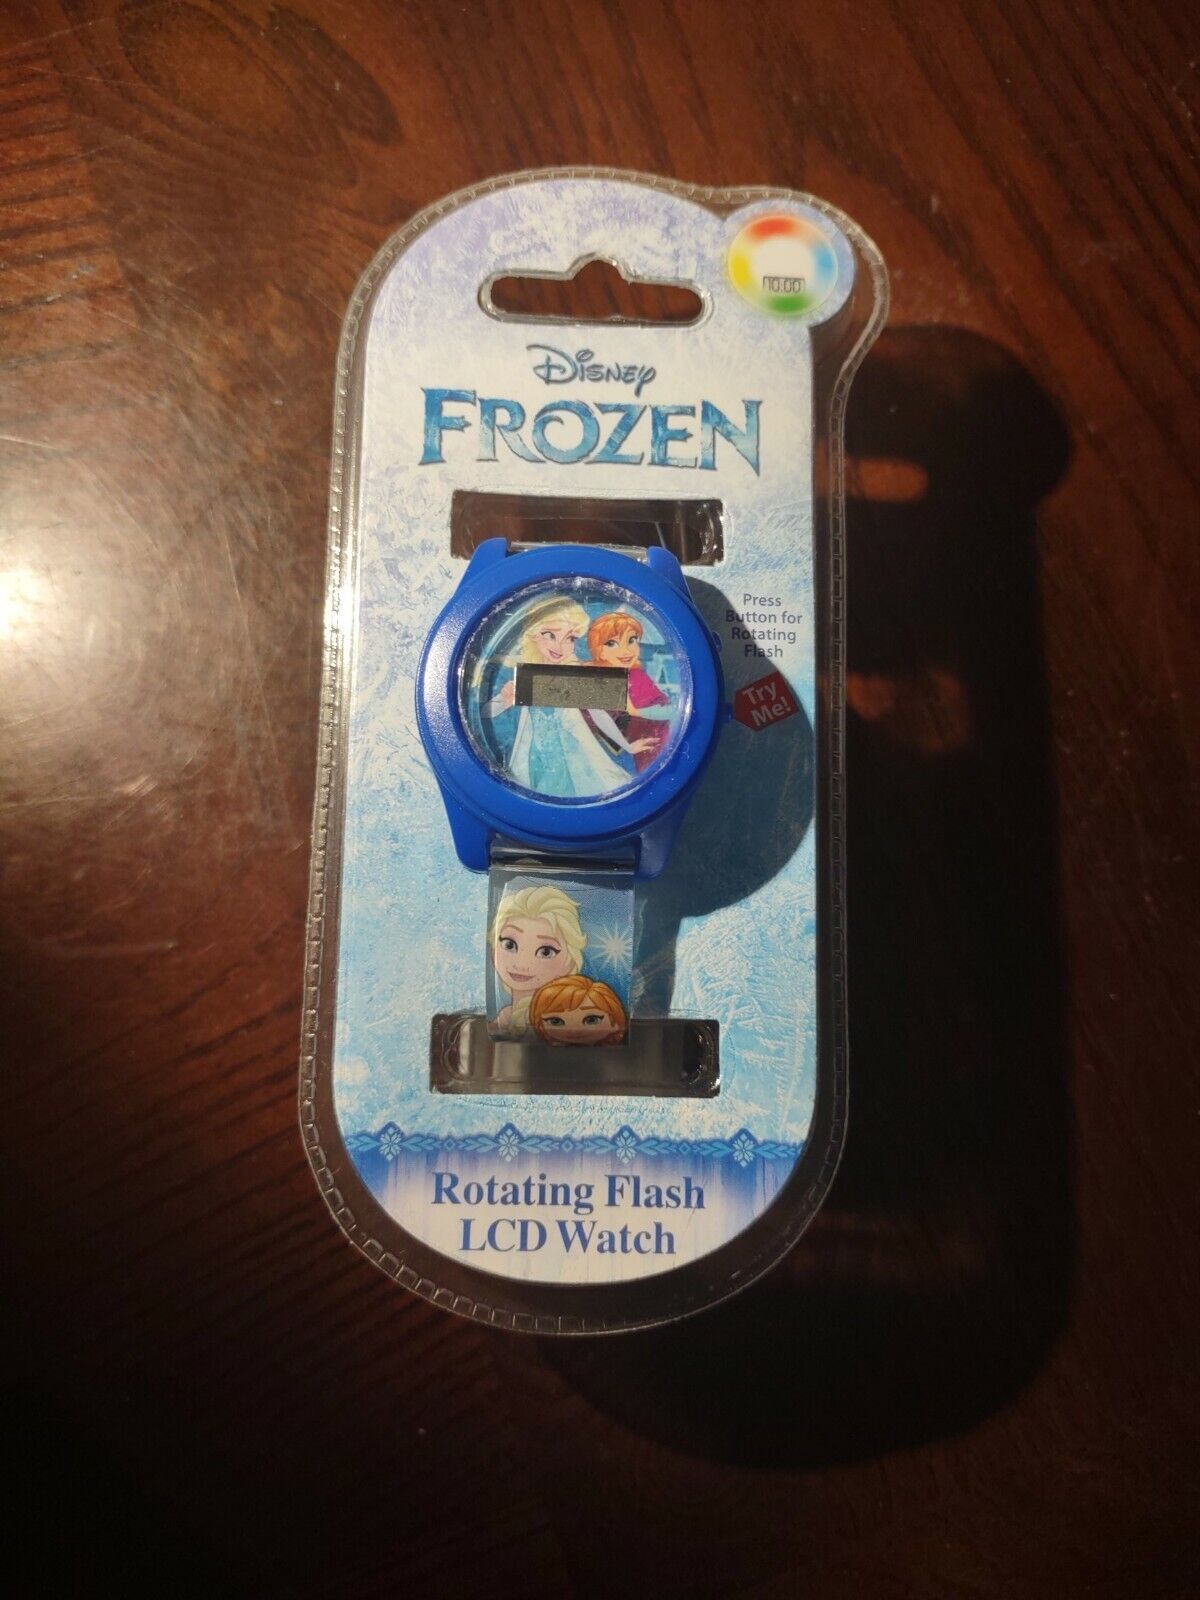 10:00
Disney
FROZEN
Press
Button for
Rotating
Flash
Try
Me!
Rotating Flash
LCD Watch